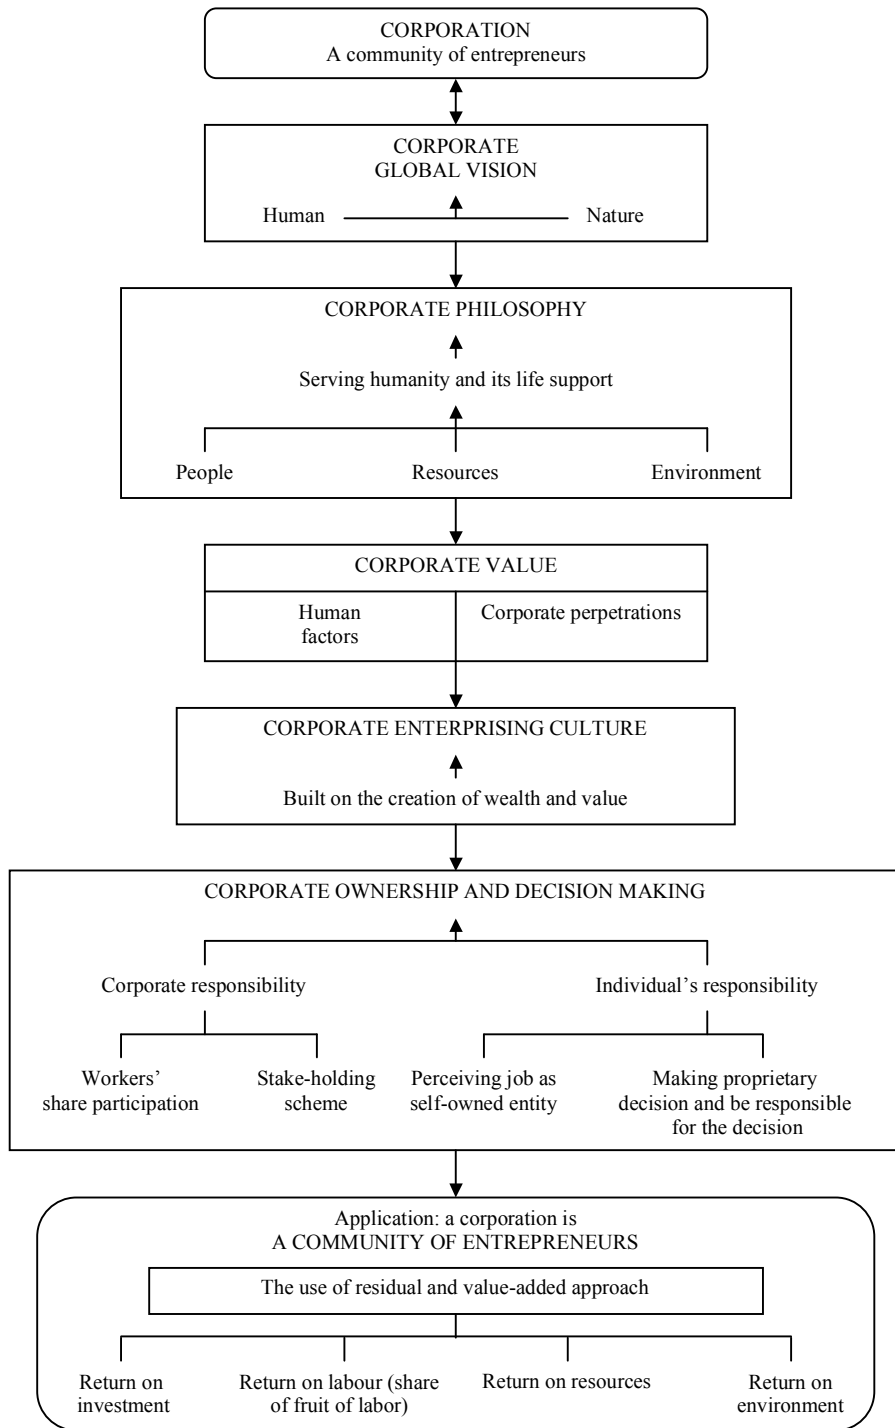 CORPORATION
A community of entrepreneurs
CORPORATE
GLOBAL VISION
Human
Nature
CORPORATE PHILOSOPHY
Serving humanity and its life support
People
Resources
Environment
CORPORATE VALUE
Human
factors
Corporate perpetrations
CORPORATE ENTERPRISING CULTURE
Built on the creation of wealth and value
CORPORATE OWNERSHIP AND DECISION MAKING
Corporate responsibility
Individual’s responsibility
Workers’
share participation
Stake-holding
scheme
Perceiving job as
self-owned entity
Making proprietary
decision and be responsible
for the decision
Application: a corporation is
A COMMUNITY OF ENTREPRENEURS
The use of residual and value-added approach
Return on
investment
Return on labour (share
of fruit of labor)
Return on resources
Return on
environment